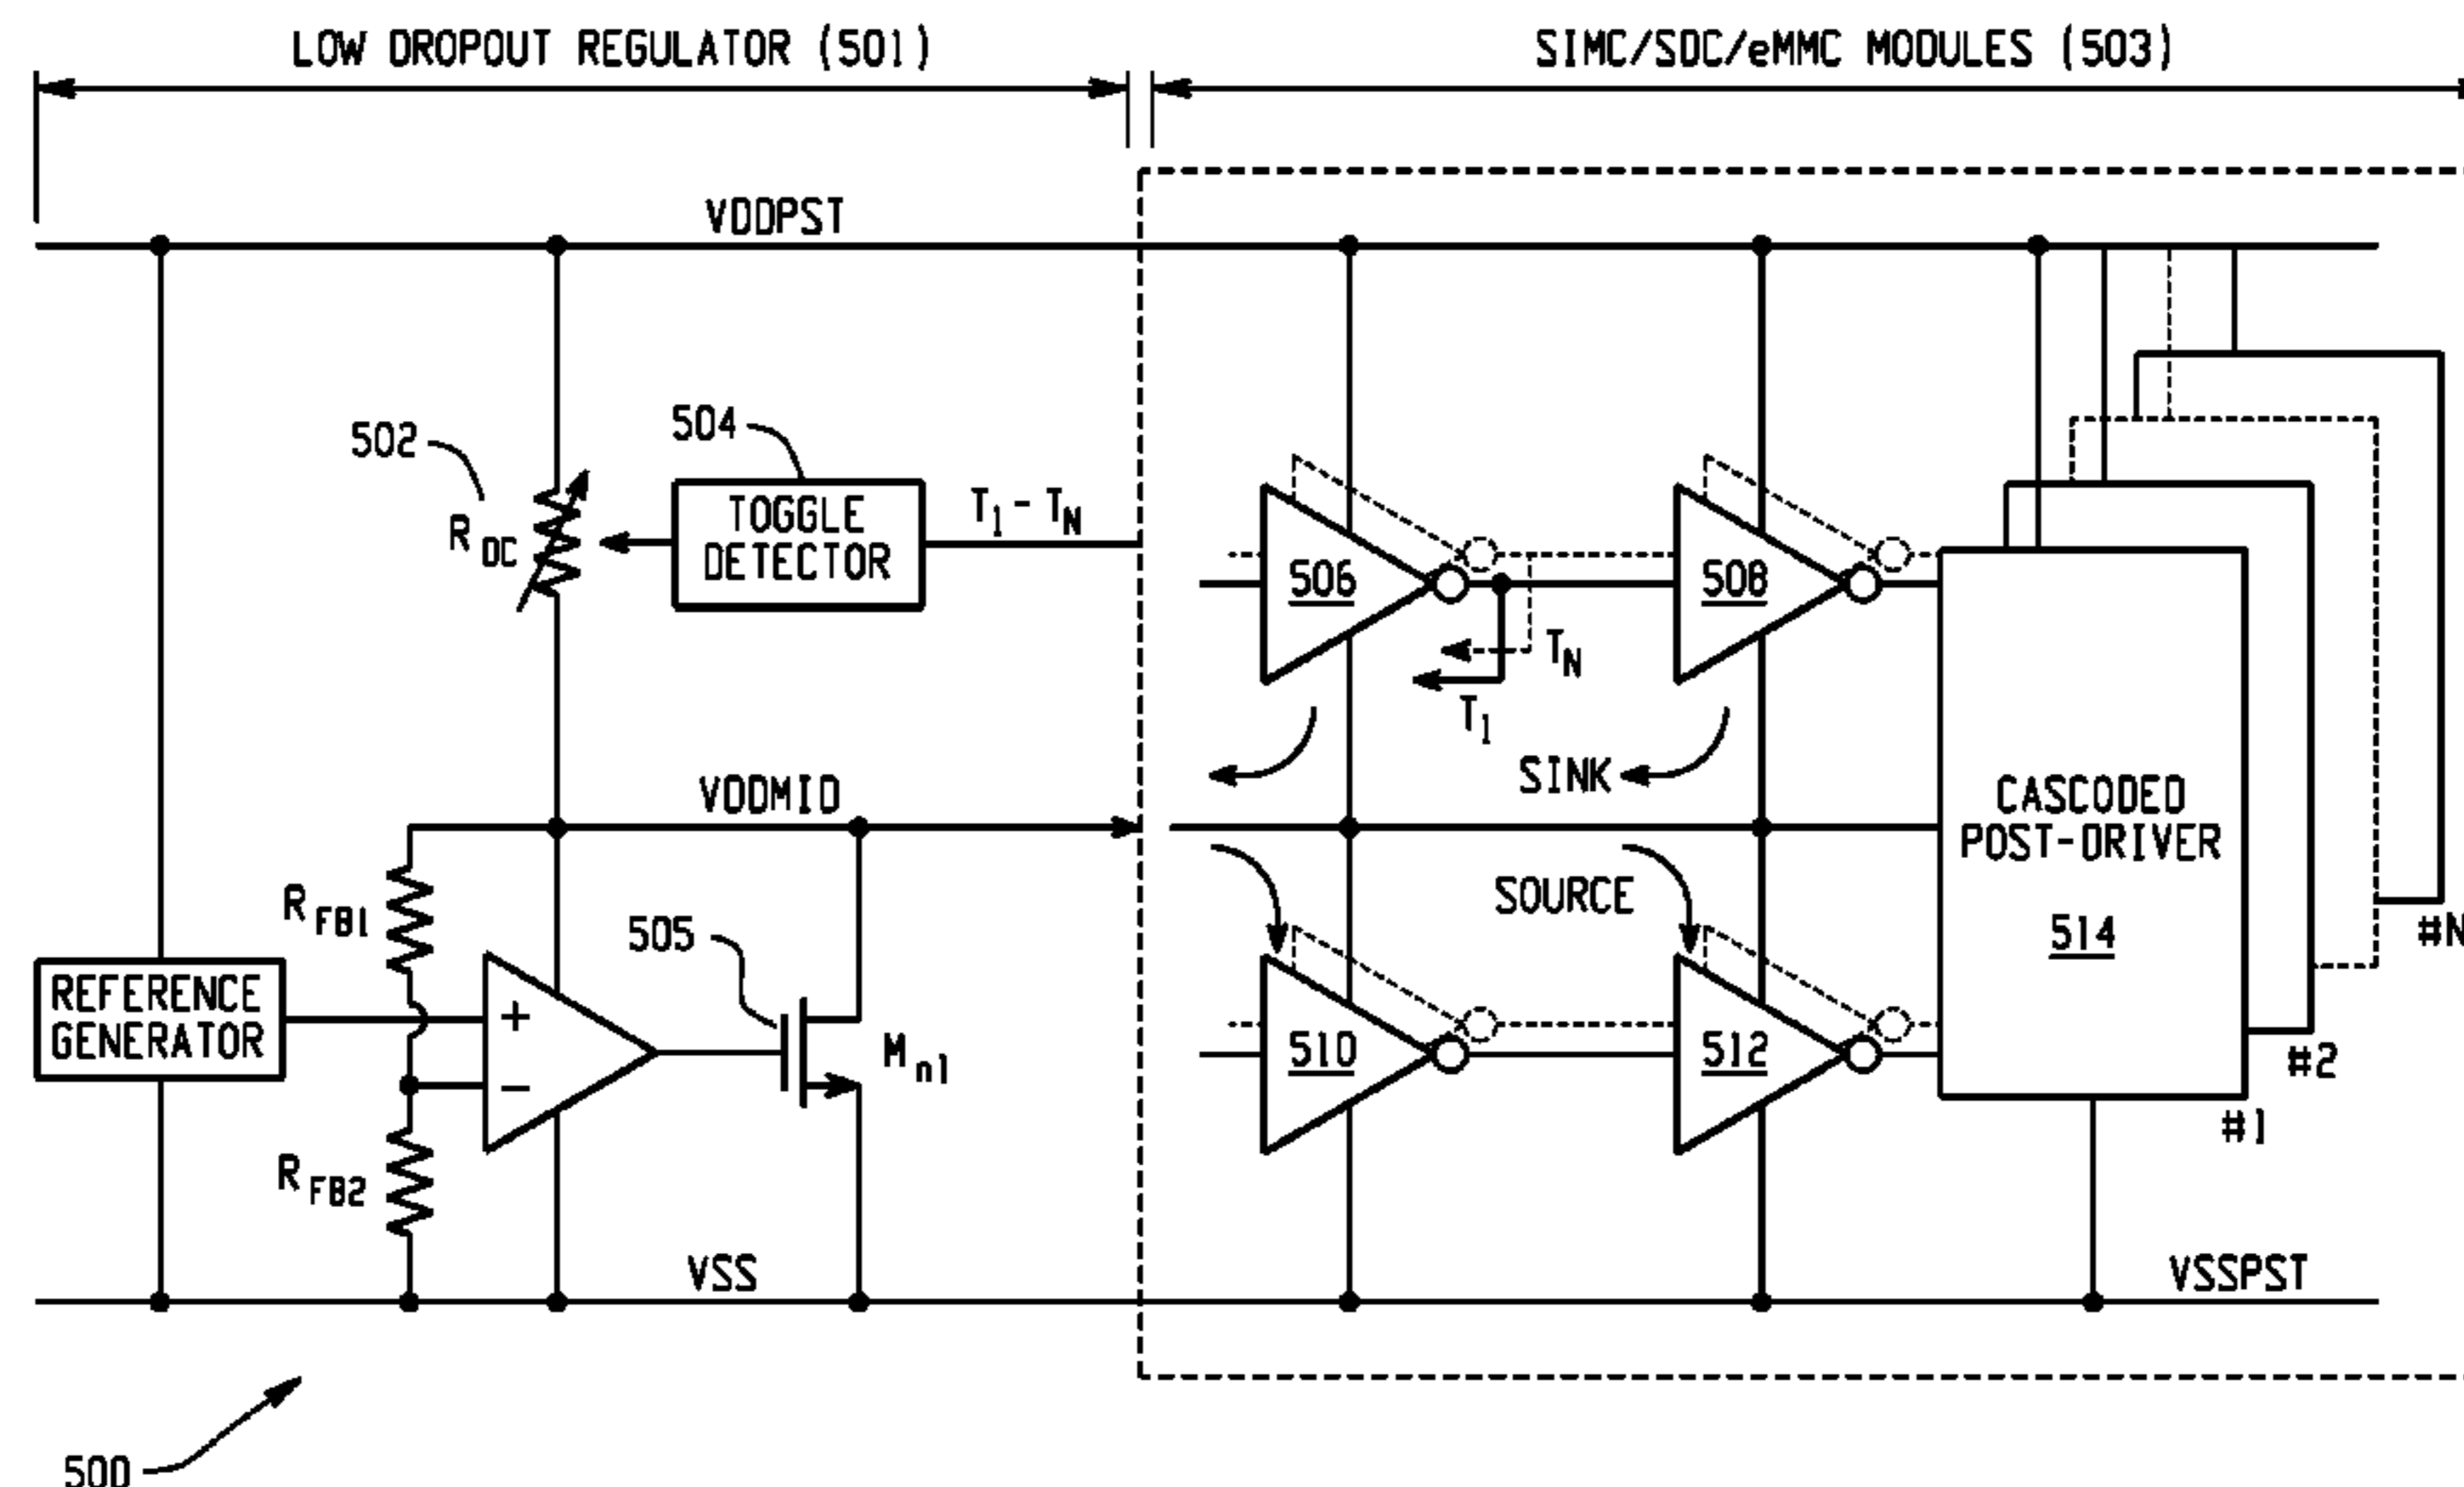 LOW DROPOUT REGULATOR (501)
SIMC/SDC/eMMC MODULES (503)
VDDPST
502
R DC
504
TOGGLE
DETECTOR
T1 - TN
506
508
TN
T1
SINK
VDDMID
SOURCE
CASCODED
POST-DRIVER
514
R FB1
505
REFERENCE
GENERATOR
+
−
M n1
510
512
#N
#2
#1
R FB2
VSS
VSSPST
500